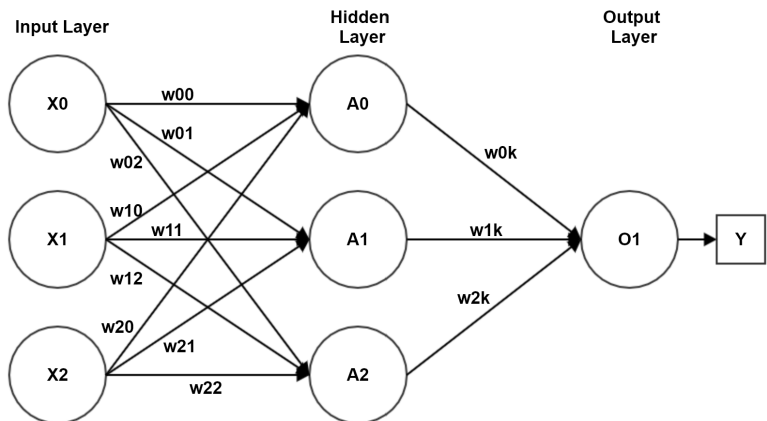 Input Layer
Hidden
Layer
Output
Layer
X0
w00
A0
w01
w02
w0k
X1
w10
w11
A1
w1k
O1
Y
w12
w20
w21
w2k
X2
w22
A2